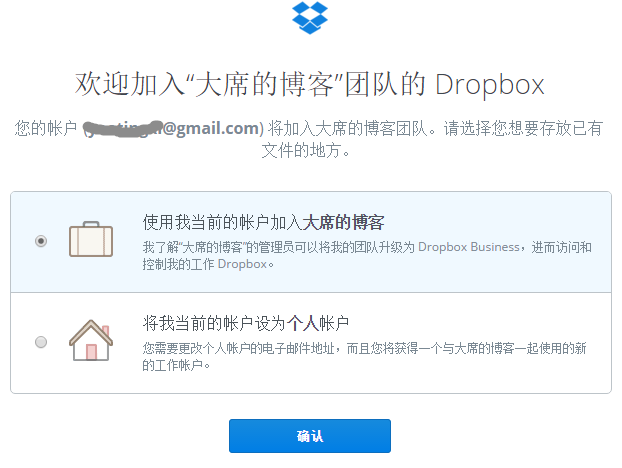 欢迎加入“大席的博客”团队的 Dropbox
您的帐户 (@gmail.com) 将加入大席的博客团队。请选择您想要存放已有
文件的地方。
使用我当前的帐户加入大席的博客
我了解“大席的博客”的管理员可以将我的团队升级为 Dropbox Business，进而访问和
控制我的工作 Dropbox。
将我当前的帐户设为个人帐户
您需要更改个人帐户的电子邮件地址，而且您将获得一个与大席的博客一起使用的新
的工作帐户。
确认